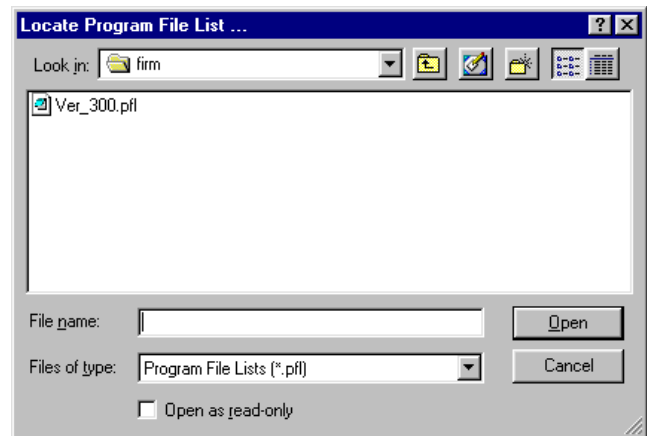 Locate Program File List ...
Look in: firm
Ver_300.pfl
File name: Open
Files of type: Program File Lists (*.pfl) Cancel
Open as read-only